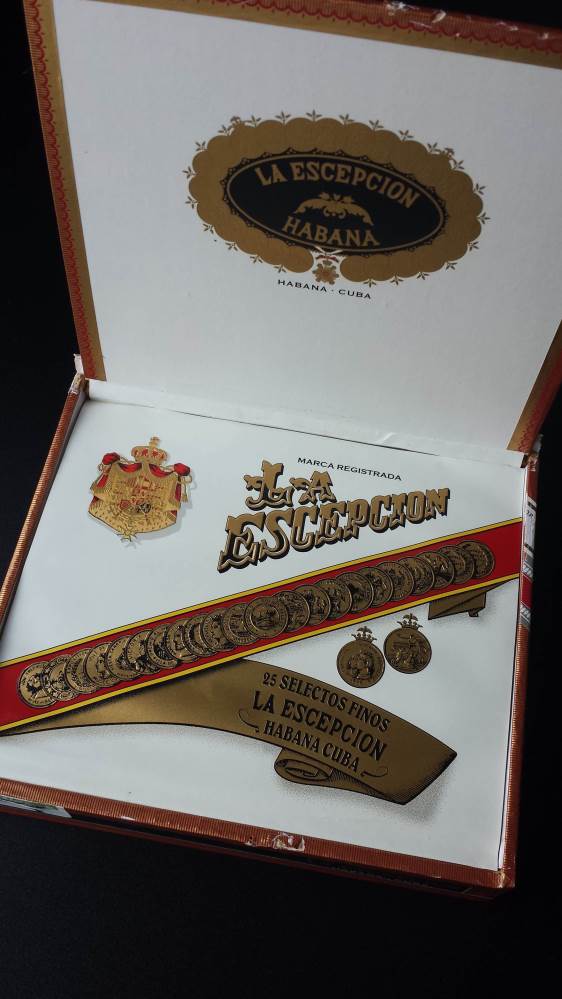 LA ESCEPCION
HABANA
HABANA · CUBA
MARCA REGISTRADA
LA
ESCEPCION
25 SELECTOS FINOS
LA ESCEPCION
HABANA CUBA